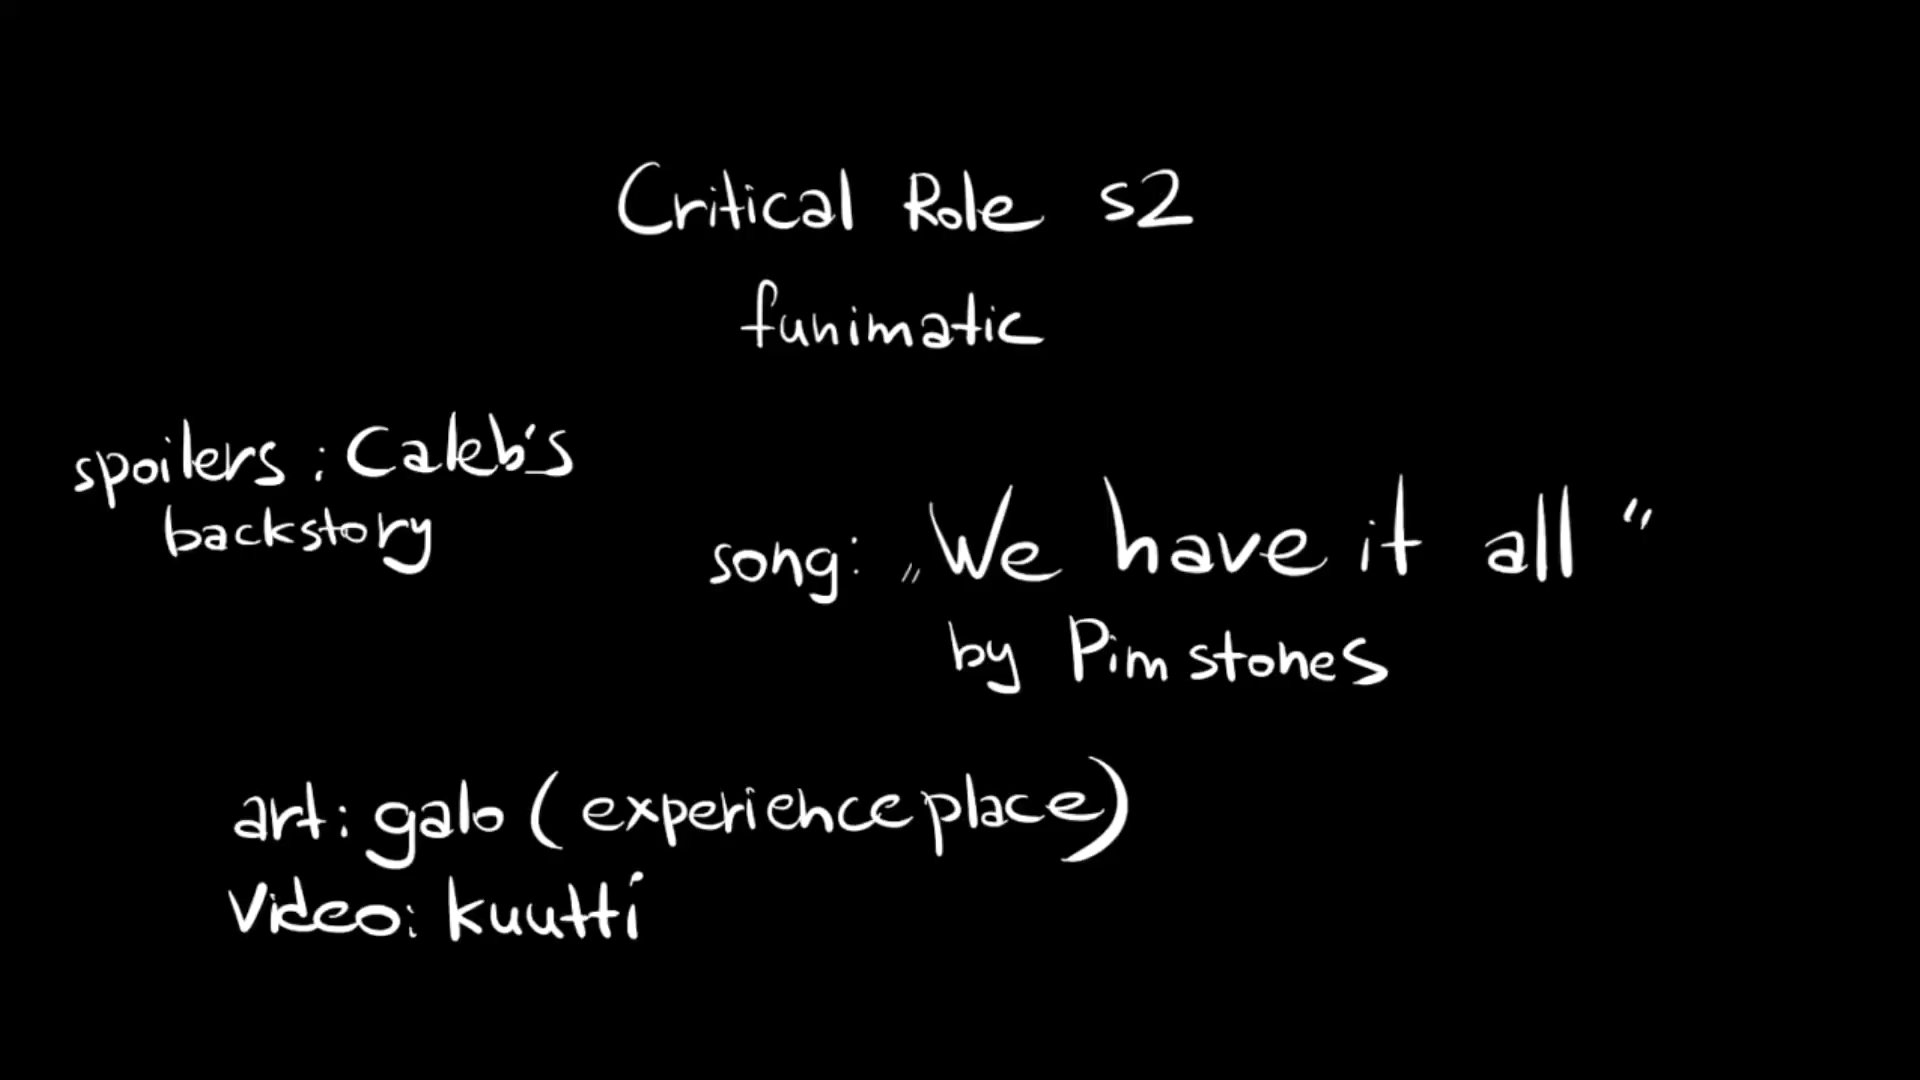 Critical Role s2
funimatic
spoilers: Caleb's
backstory
song: „We have it all“
by Pim stones
art: galo (experienceplace)
video: kuutti